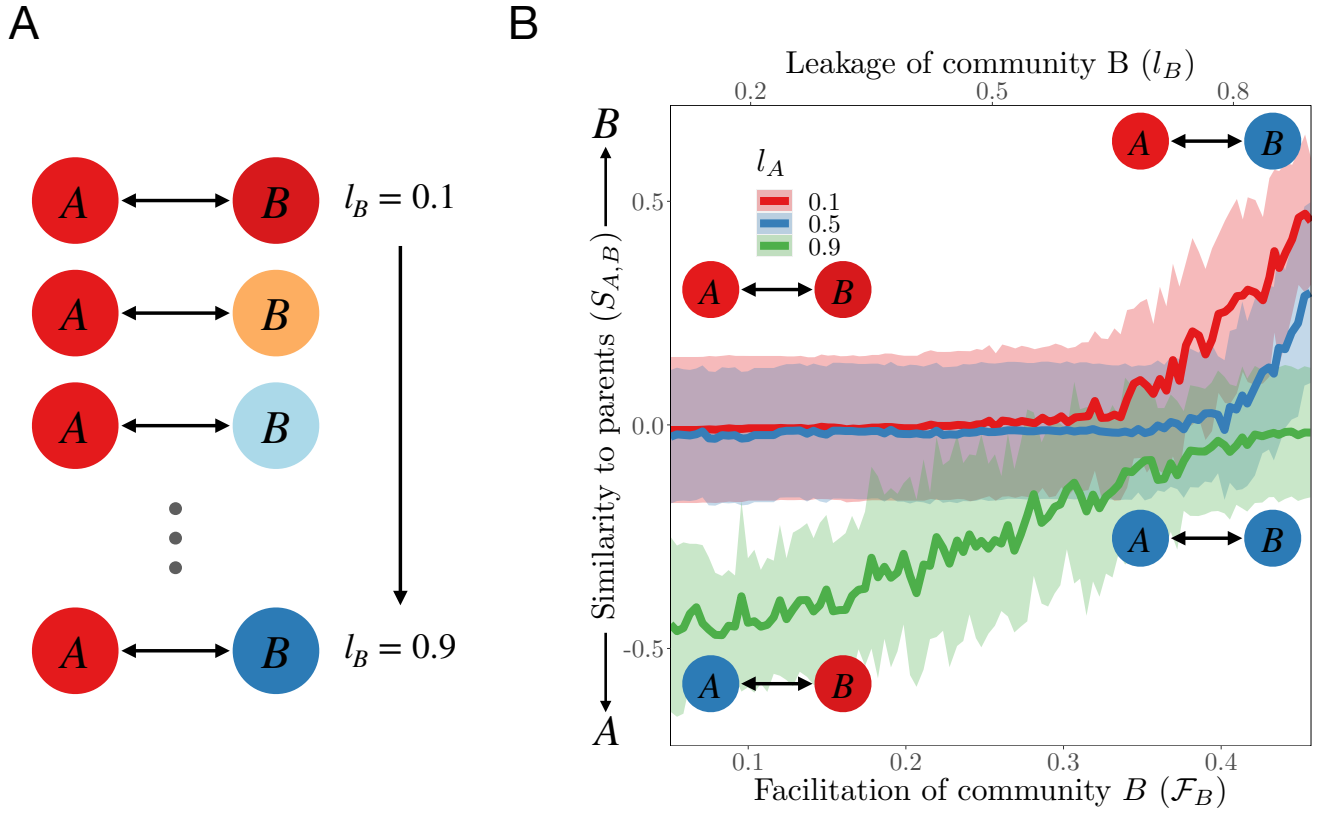 A
A B l_B = 0.1
A B
A B
A B l_B = 0.9
B
Leakage of community B (l_B)
0.2 0.5 0.8
B
A B
l_A
0.1
0.5
0.9
A B
0.5
0.0
-0.5
Similarity to parents (S_{A,B})
A B
A B
A
0.1 0.2 0.3 0.4
Facilitation of community B (ℱ_B)